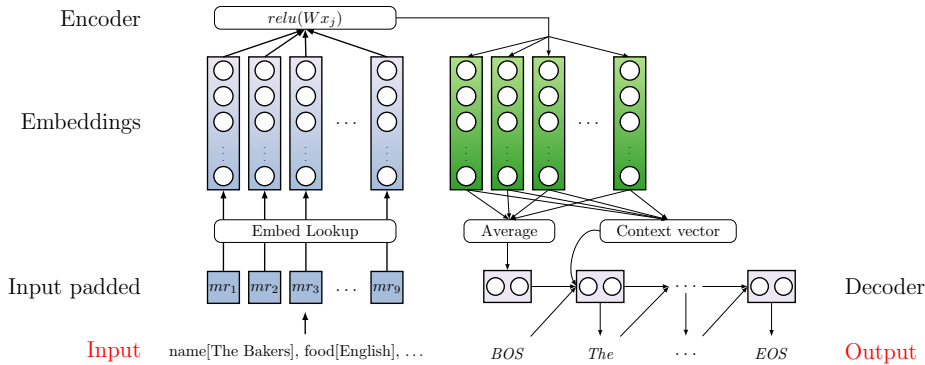 Encoder relu(Wx_j)
Embeddings ... ...
Embed Lookup Average Context vector
Input padded mr_1 mr_2 mr_3 ... mr_9 ... Decoder
Input name[The Bakers], food[English], ... BOS The ... EOS Output